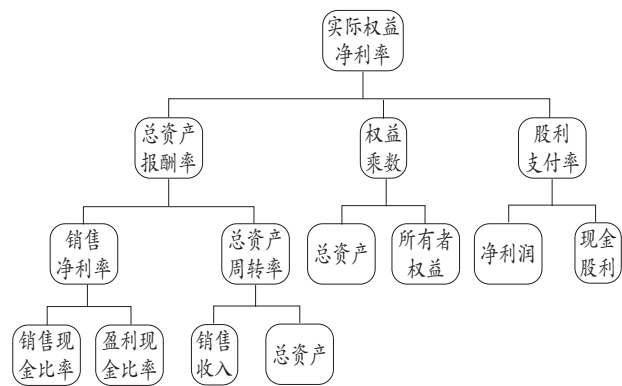 实际权益
净利率
总资产
报酬率
权益
乘数
股利
支付率
销售
净利率
总资产
周转率
总资产
所有者
权益
净利润
现金
股利
销售现
金比率
盈利现
金比率
销售
收入
总资产